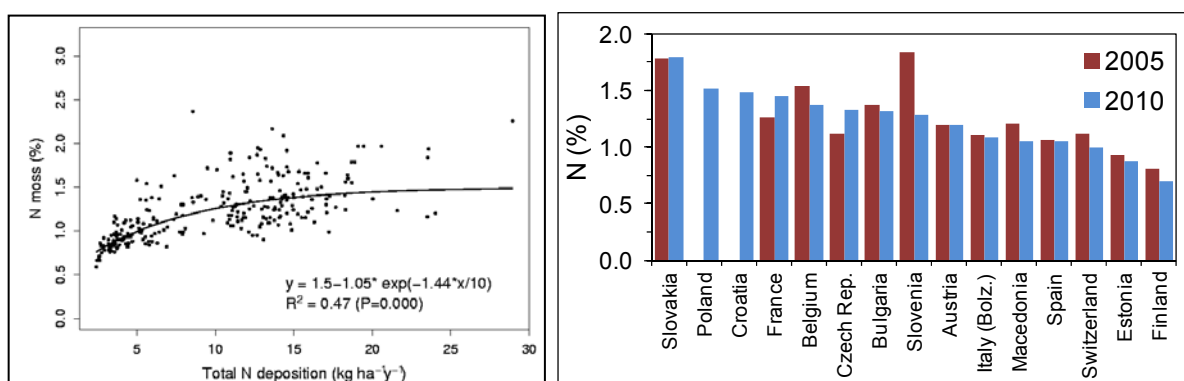 3.0
2.5
2.0
1.5
1.0
0.5
0.0
N moss (%)
y = 1.5−1.05* exp(−1.44*x/10)
R² = 0.47 (P=0.000)
5
10
15
20
25
30
Total N deposition (kg ha⁻¹y⁻¹)
2.0
1.5
1.0
0.5
0.0
N (%)
2005
2010
Slovakia
Poland
Croatia
France
Belgium
Czech Rep.
Bulgaria
Slovenia
Austria
Italy (Bolz.)
Macedonia
Spain
Switzerland
Estonia
Finland